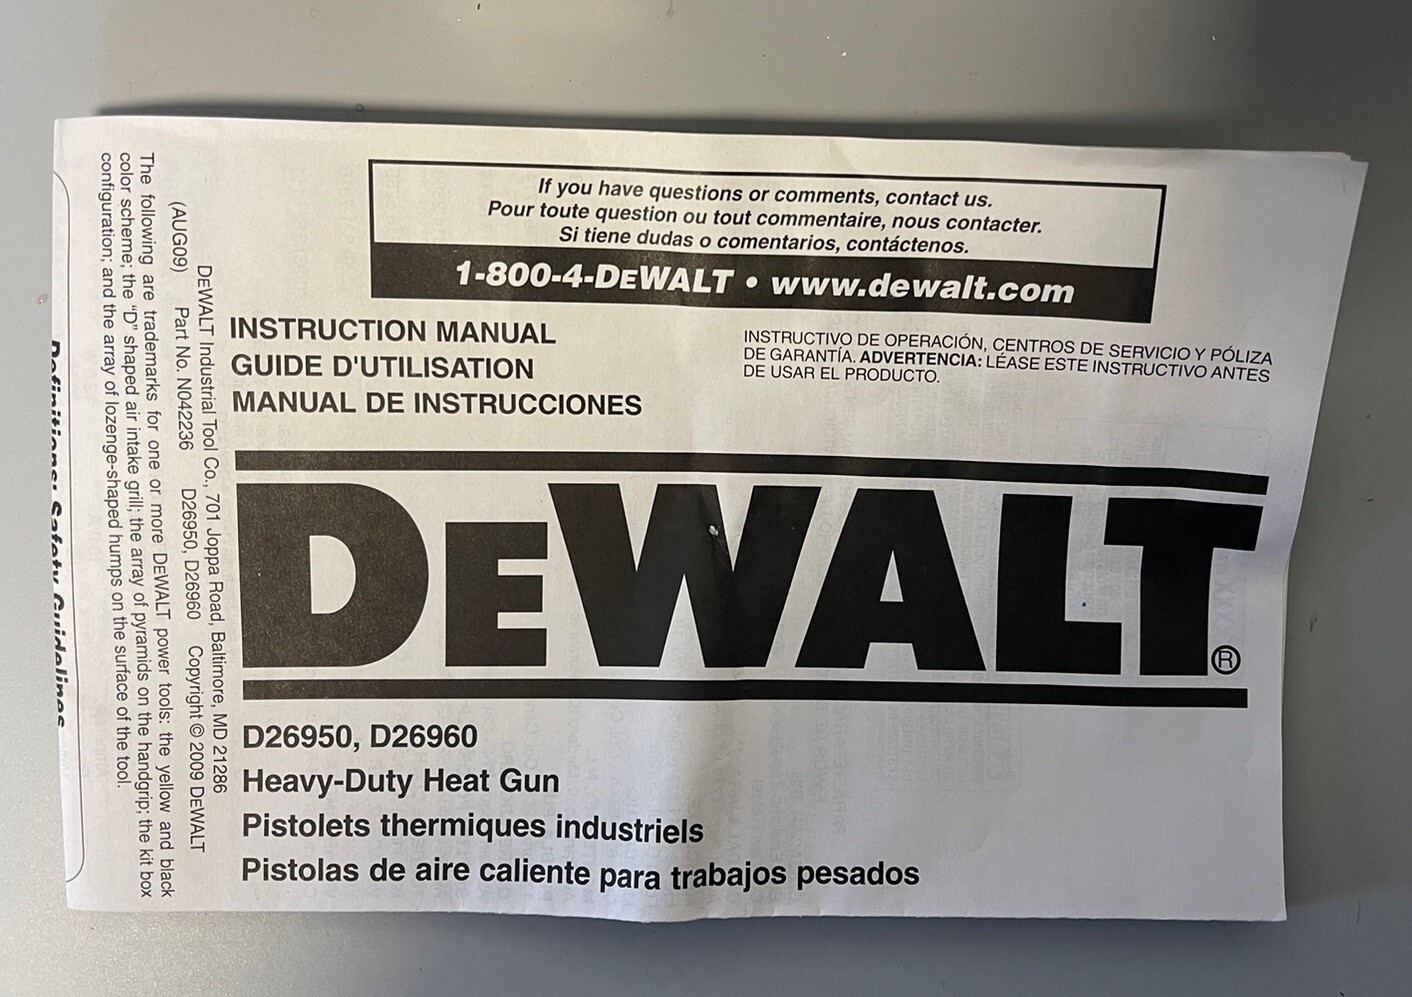 If you have questions or comments, contact us.
Pour toute question ou tout commentaire, nous contacter.
Si tiene dudas o comentarios, contáctenos.
1-800-4-DEWALT • www.dewalt.com
INSTRUCTION MANUAL
GUIDE D'UTILISATION
MANUAL DE INSTRUCCIONES
INSTRUCTIVO DE OPERACIÓN, CENTROS DE SERVICIO Y PÓLIZA
DE GARANTÍA. ADVERTENCIA: LÉASE ESTE INSTRUCTIVO ANTES
DE USAR EL PRODUCTO.
DEWALT®
D26950, D26960
Heavy-Duty Heat Gun
Pistolets thermiques industriels
Pistolas de aire caliente para trabajos pesados
DEWALT Industrial Tool Co., 701 Joppa Road, Baltimore, MD 21286
(AUG09) Part No. N042236 D26950, D26960 Copyright © 2009 DEWALT
The following are trademarks for one or more DEWALT power tools: the yellow and black
color scheme; the "D" shaped air intake grill; the array of pyramids on the handgrip; the kit box
configuration; and the array of lozenge-shaped humps on the surface of the tool.
Definitions: Safety Guidelines